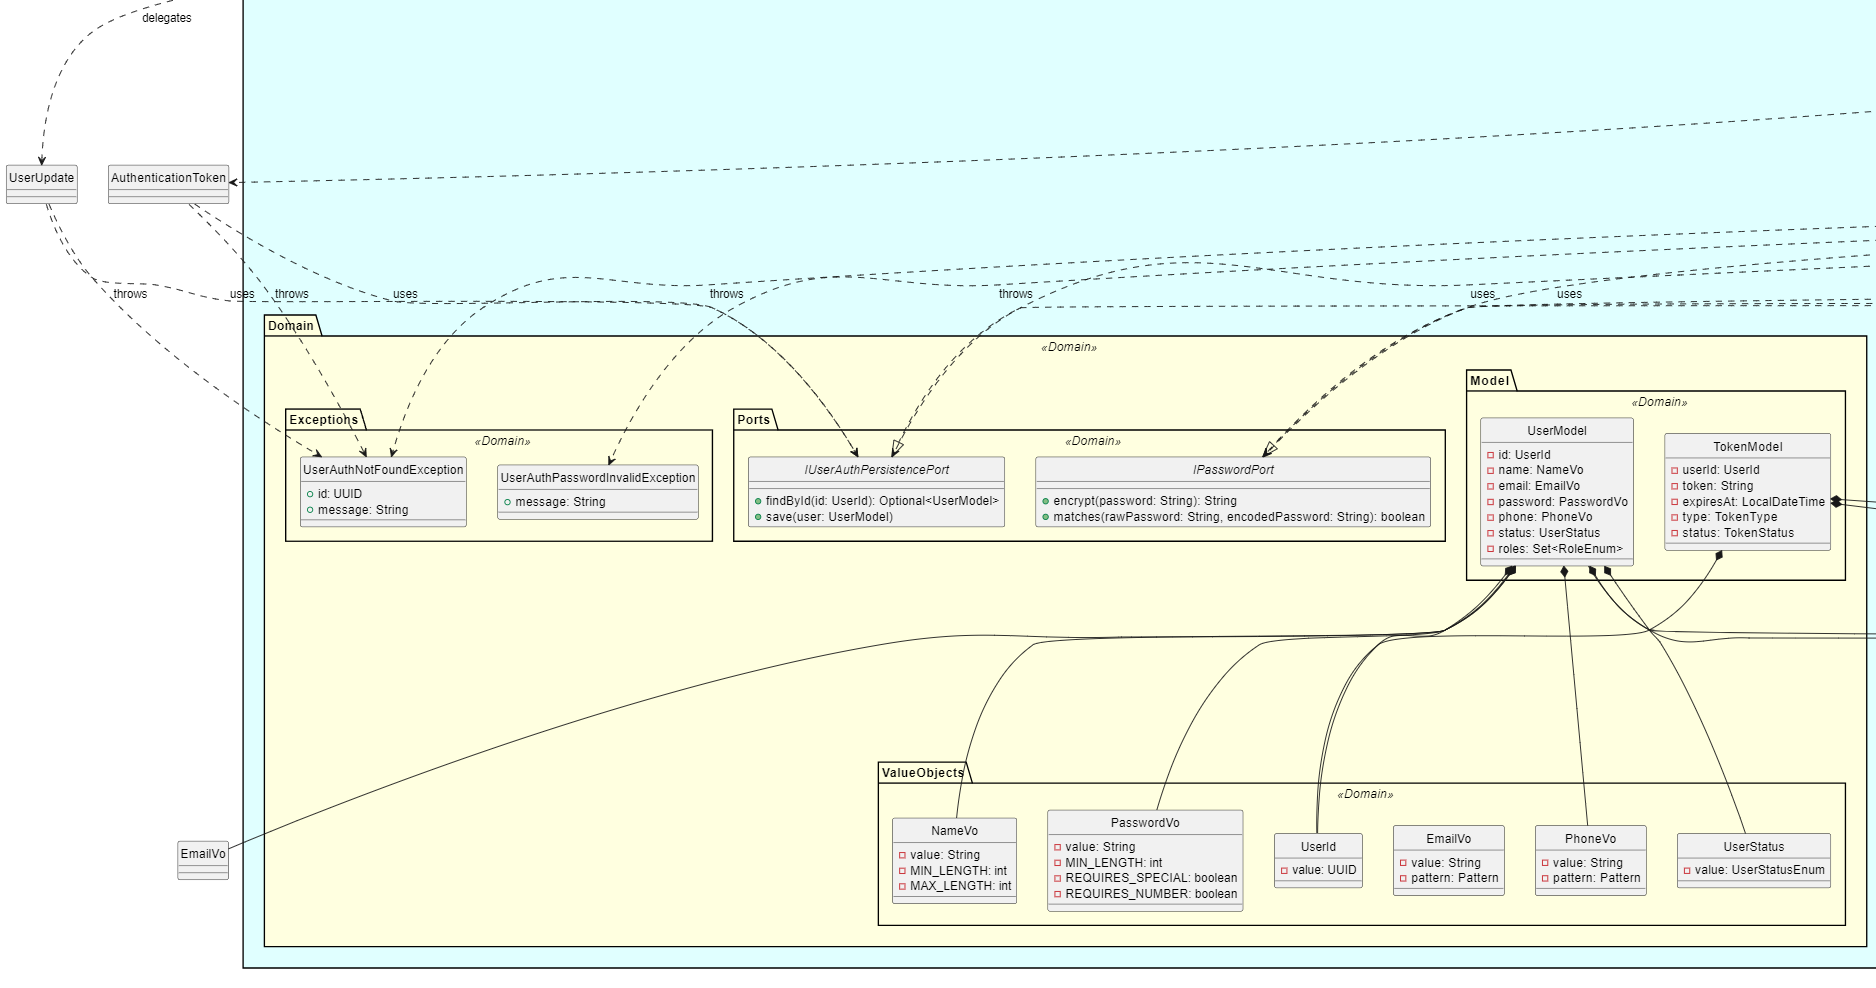 delegates
UserUpdate
AuthenticationToken
throws
uses
throws
uses
throws
throws
uses
uses
Domain
«Domain»
Exceptions
«Domain»
UserAuthNotFoundException
id: UUID
message: String
UserAuthPasswordInvalidException
message: String
Ports
«Domain»
IUserAuthPersistencePort
findById(id: UserId): Optional<UserModel>
save(user: UserModel)
IPasswordPort
encrypt(password: String): String
matches(rawPassword: String, encodedPassword: String): boolean
Model
«Domain»
UserModel
id: UserId
name: NameVo
email: EmailVo
password: PasswordVo
phone: PhoneVo
status: UserStatus
roles: Set<RoleEnum>
TokenModel
userId: UserId
token: String
expiresAt: LocalDateTime
type: TokenType
status: TokenStatus
EmailVo
ValueObjects
«Domain»
NameVo
value: String
MIN_LENGTH: int
MAX_LENGTH: int
PasswordVo
value: String
MIN_LENGTH: int
REQUIRES_SPECIAL: boolean
REQUIRES_NUMBER: boolean
UserId
value: UUID
EmailVo
value: String
pattern: Pattern
PhoneVo
value: String
pattern: Pattern
UserStatus
value: UserStatusEnum